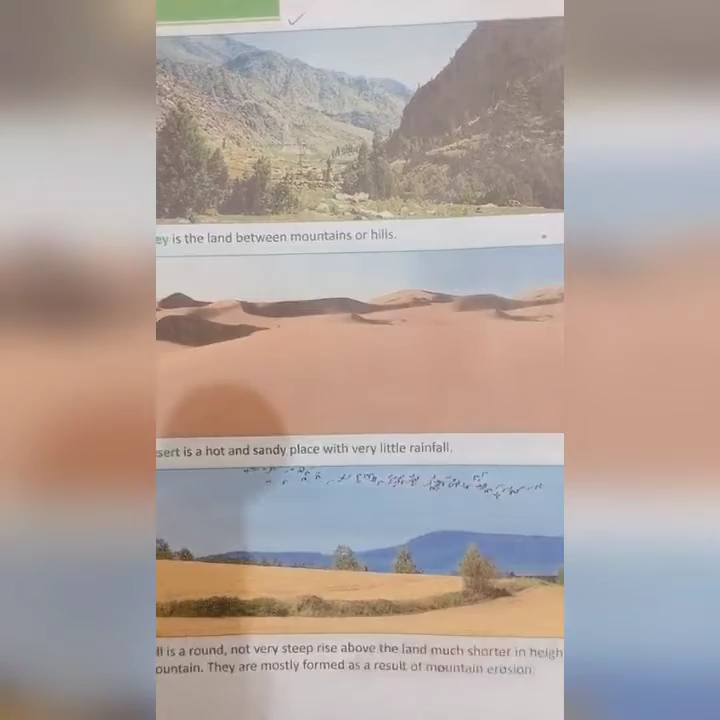 ey is the land between mountains or hills.
sert is a hot and sandy place with very little rainfall.
ll is a round, not very steep rise above the land much shorter in heigh
ountain. They are mostly formed as a result of mountain erosion.